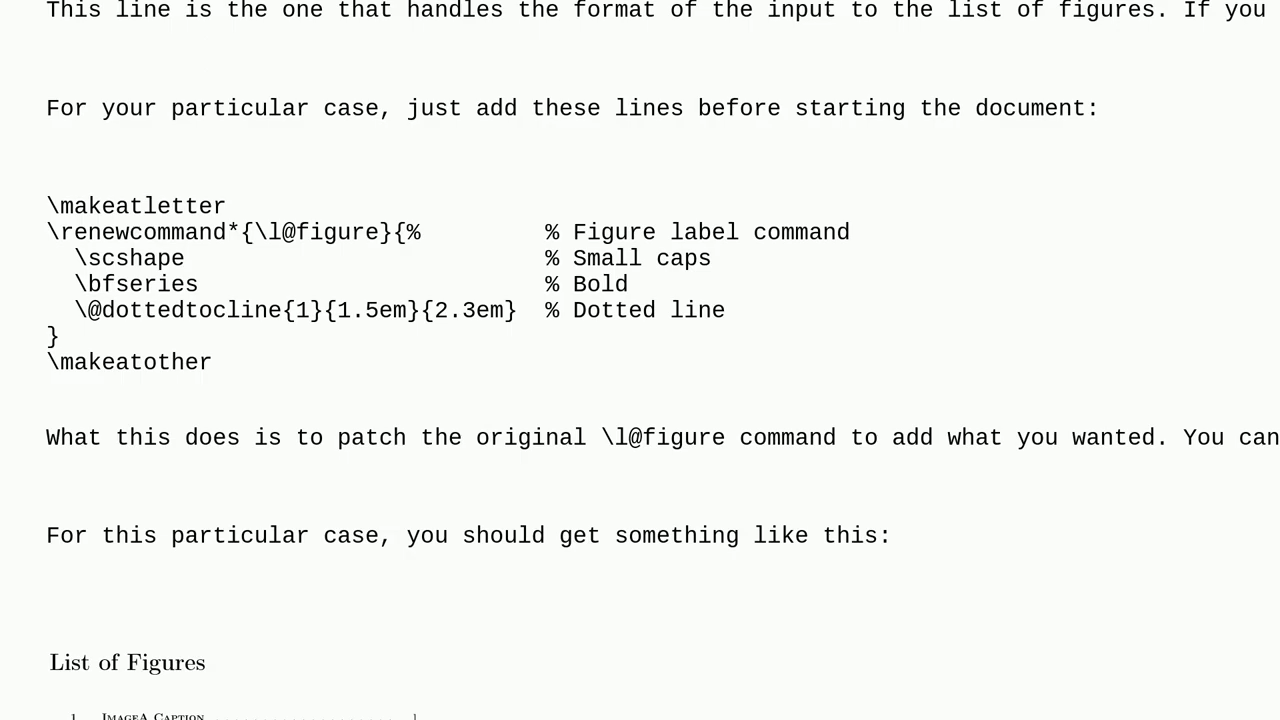 This line is the one that handles the format of the input to the list of figures. If you
For your particular case, just add these lines before starting the document:
\makeatletter
\renewcommand*{\l@figure}{%         % Figure label command
  \scshape                          % Small caps
  \bfseries                         % Bold
  \@dottedtocline{1}{1.5em}{2.3em}  % Dotted line
}
\makeatother
What this does is to patch the original \l@figure command to add what you wanted. You can
For this particular case, you should get something like this:
List of Figures
1 ImageA Caption . . . . . . . . . . . . . . . . . . . . . . 1